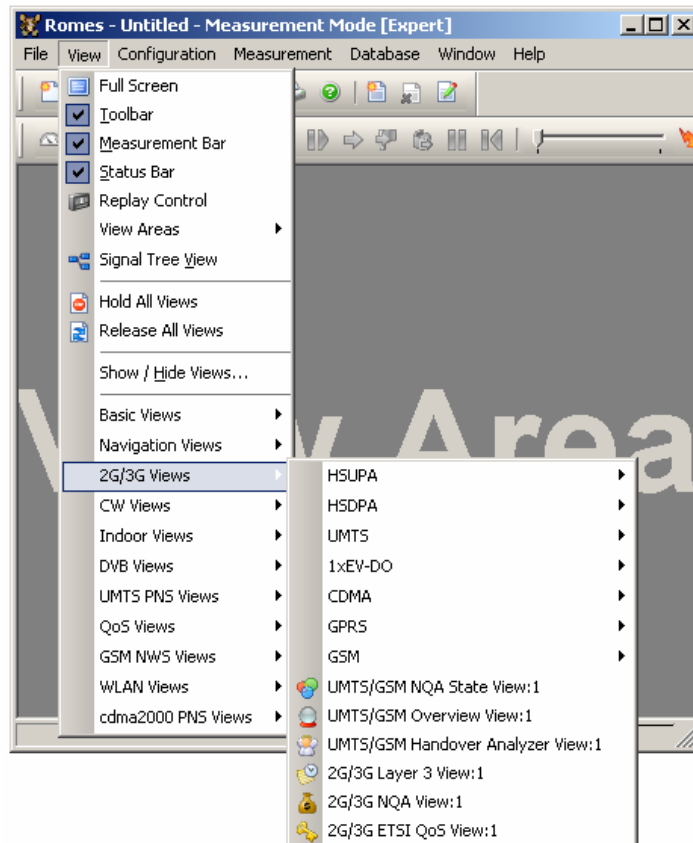 Romes - Untitled - Measurement Mode [Expert]
File View Configuration Measurement Database Window Help
Full Screen
Toolbar
Measurement Bar
Status Bar
Replay Control
View Areas
Signal Tree View
Hold All Views
Release All Views
Show / Hide Views...
Basic Views
Navigation Views
2G/3G Views
CW Views
Indoor Views
DVB Views
UMTS PNS Views
QoS Views
GSM NWS Views
WLAN Views
cdma2000 PNS Views
HSUPA
HSDPA
UMTS
1xEV-DO
CDMA
GPRS
GSM
UMTS/GSM NQA State View:1
UMTS/GSM Overview View:1
UMTS/GSM Handover Analyzer View:1
2G/3G Layer 3 View:1
2G/3G NQA View:1
2G/3G ETSI QoS View:1
Area